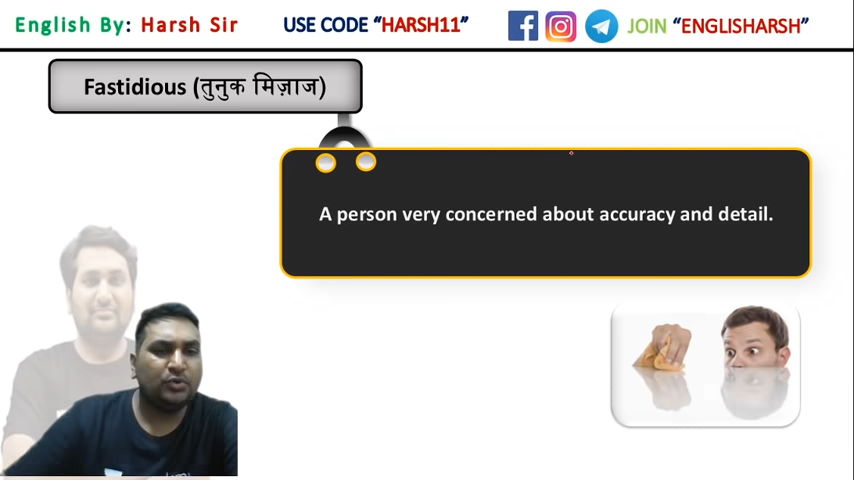 English By: Harsh Sir USE CODE “HARSH11” JOIN “ENGLISHARSH”
Fastidious (तुनुक मिज़ाज)
A person very concerned about accuracy and detail.